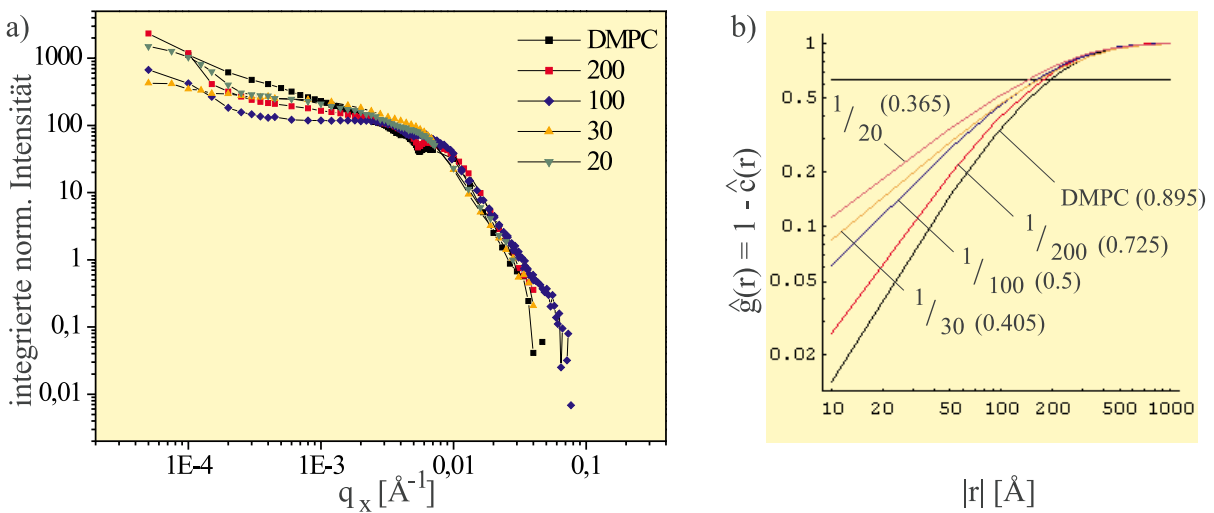 a)
integrierte norm. Intensität
1000
100
10
1
0,1
0,01
1E-4
1E-3
0,01
0,1
q x [Å-1]
DMPC
200
100
30
20
b)
ĝ(r) = 1 - ĉ(r)
1
0.5
0.2
0.1
0.05
0.02
10
20
50
100
200
500
1000
|r| [Å]
1/20 (0.365)
DMPC (0.895)
1/200 (0.725)
1/100 (0.5)
1/30 (0.405)